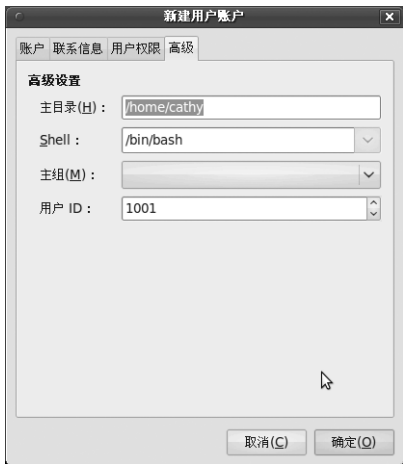 新建用户账户
账户 联系信息 用户权限 高级
高级设置
主目录(H)： /home/cathy
Shell： /bin/bash
主组(M)：
用户 ID： 1001
取消(C) 确定(O)